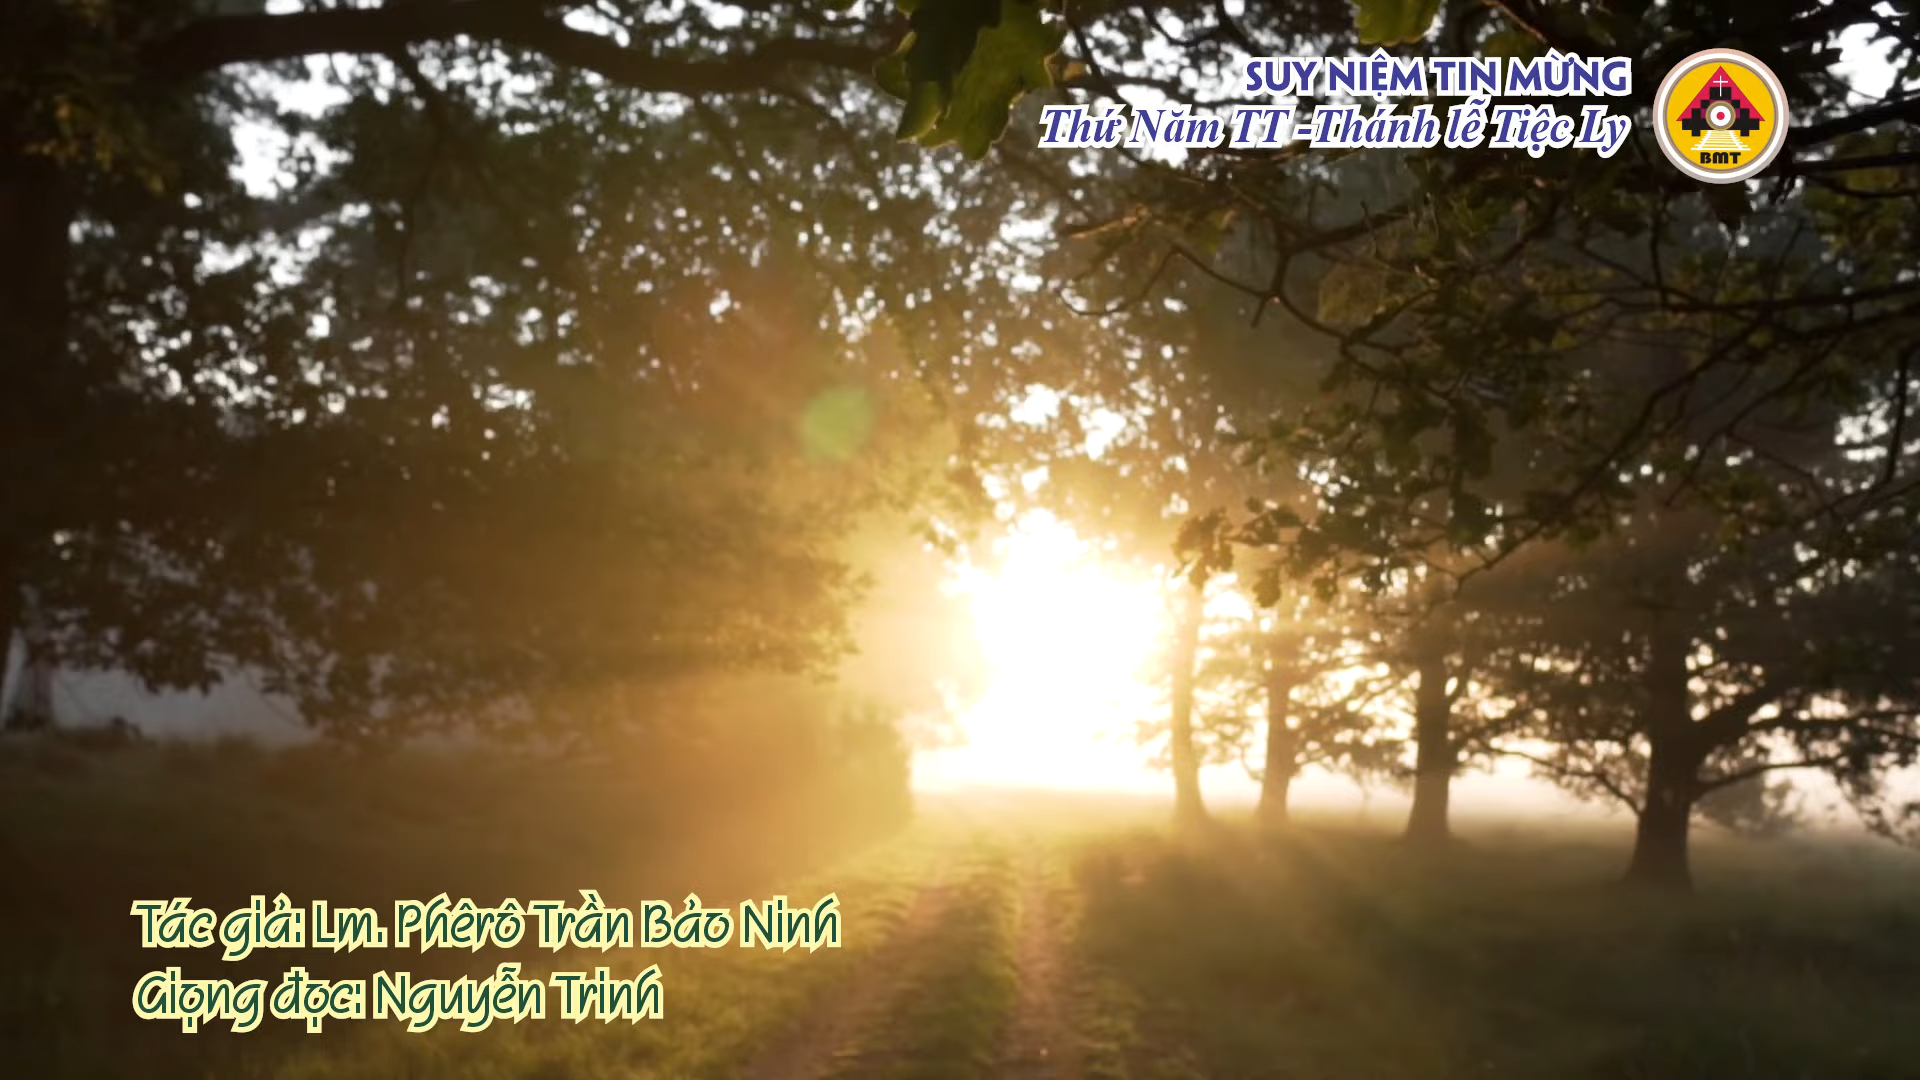 SUY NIỆM TIN MỪNG
Thứ Năm TT -Thánh lễ Tiệc Ly
BMT
Tác giả: Lm. Phêrô Trần Bảo Ninh
Giọng đọc: Nguyễn Trinh